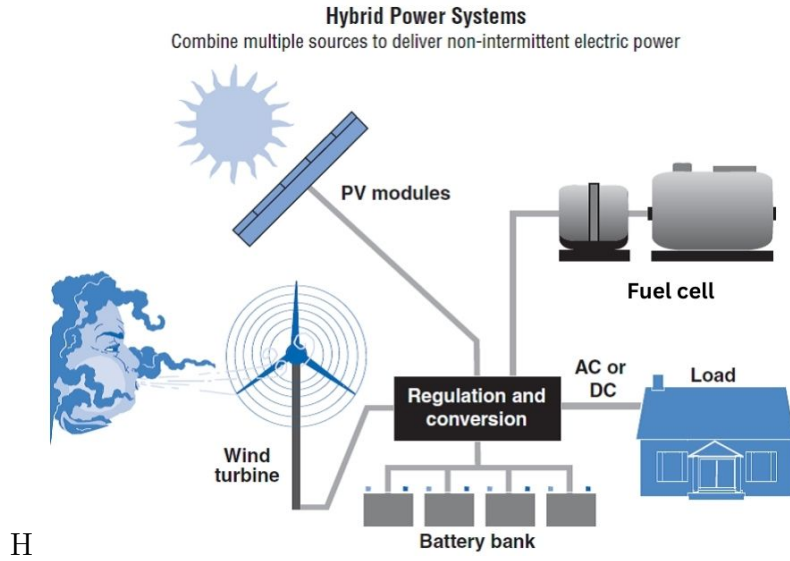 Hybrid Power Systems
Combine multiple sources to deliver non-intermittent electric power
PV modules
Fuel cell
AC or
DC
Load
Regulation and
conversion
Wind
turbine
Battery bank
H